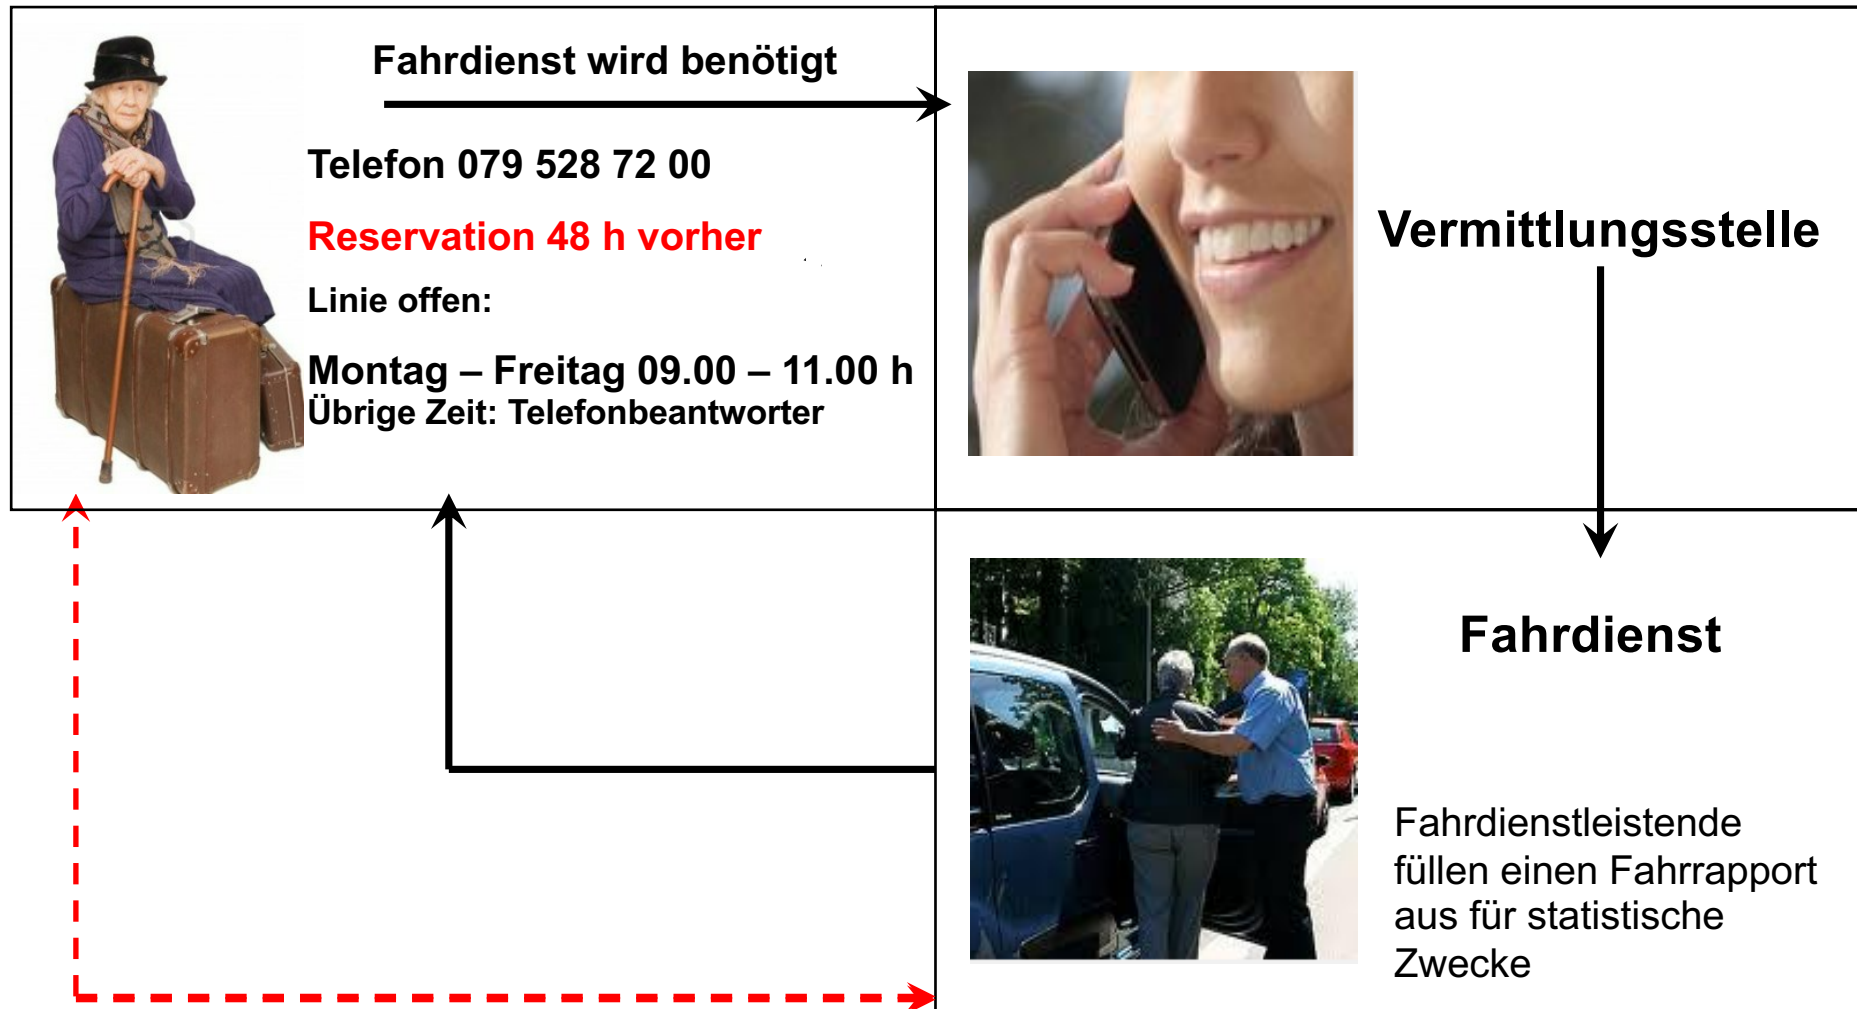 Fahrdienst wird benötigt
Telefon 079 528 72 00
Reservation 48 h vorher
Linie offen:
Montag – Freitag 09.00 – 11.00 h
Übrige Zeit: Telefonbeantworter
Vermittlungsstelle
Fahrdienst
Fahrdienstleistende
füllen einen Fahrrapport
aus für statistische
Zwecke